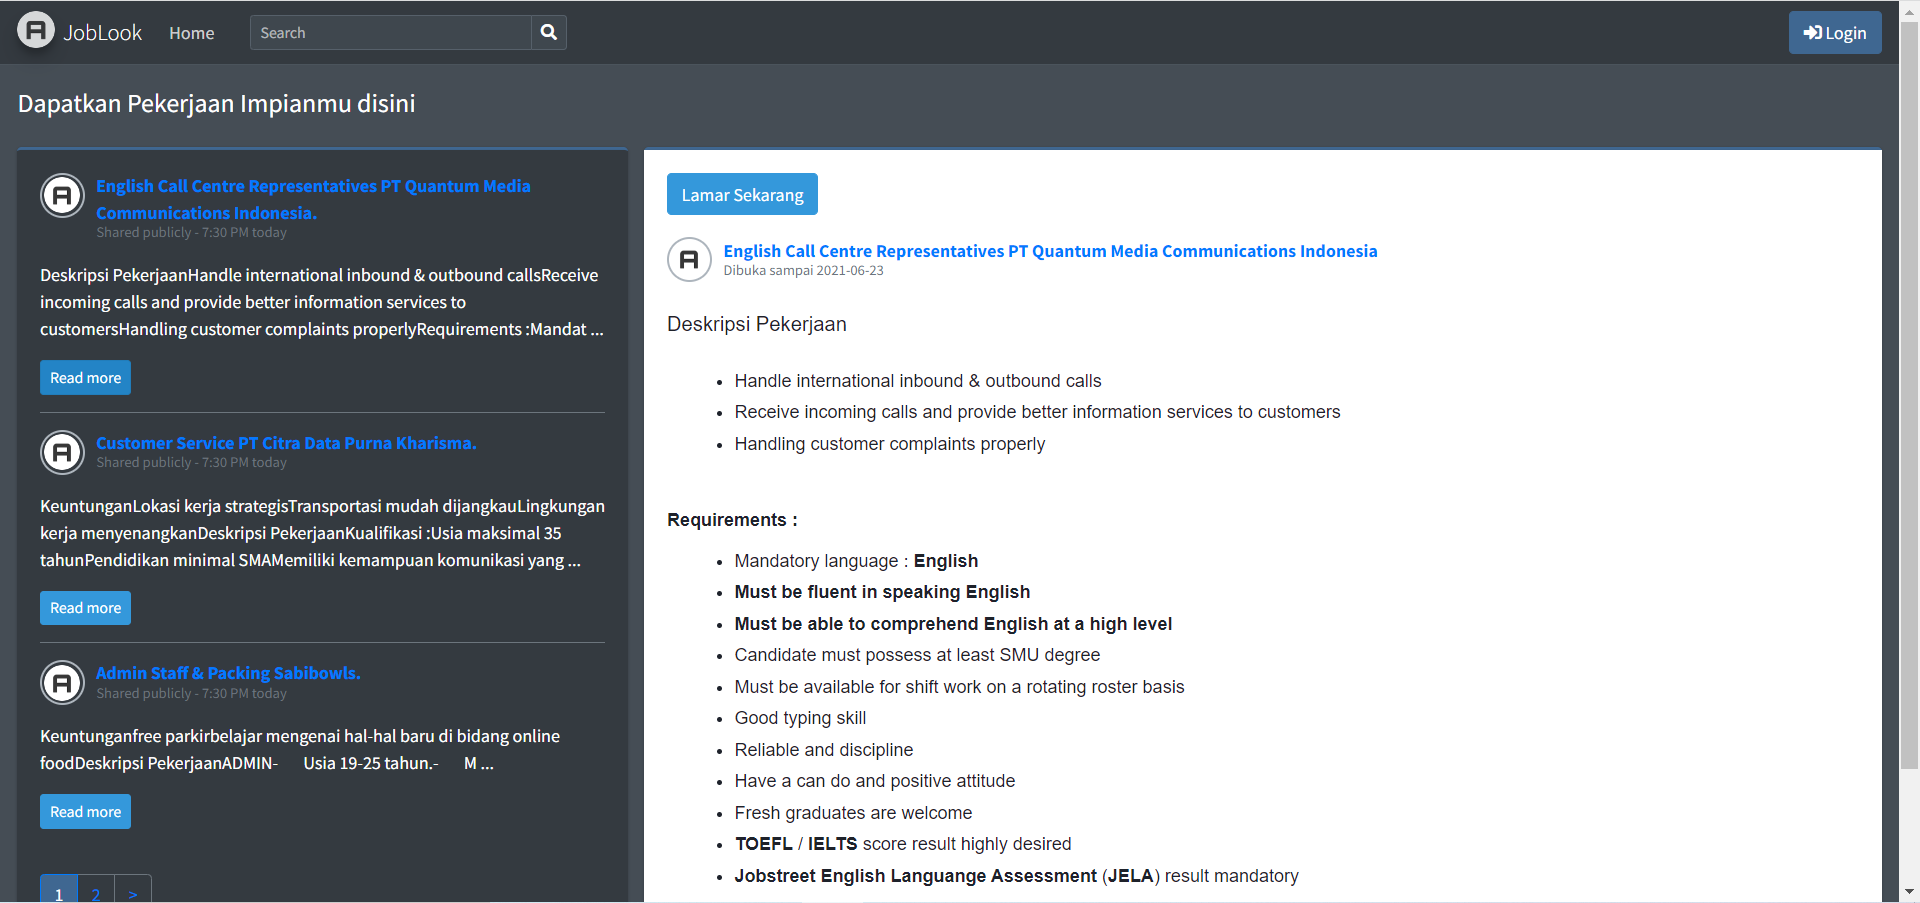 JobLook
Home
Search
Login
Dapatkan Pekerjaan Impianmu disini
English Call Centre Representatives PT Quantum Media
Communications Indonesia.
Shared publicly - 7:30 PM today
Deskripsi PekerjaanHandle international inbound & outbound callsReceive
incoming calls and provide better information services to
customersHandling customer complaints properlyRequirements :Mandat ...
Read more
Customer Service PT Citra Data Purna Kharisma.
Shared publicly - 7:30 PM today
KeuntunganLokasi kerja strategisTransportasi mudah dijangkauLingkungan
kerja menyenangkanDeskripsi PekerjaanKualifikasi :Usia maksimal 35
tahunPendidikan minimal SMAMemiliki kemampuan komunikasi yang ...
Read more
Admin Staff & Packing Sabibowls.
Shared publicly - 7:30 PM today
Keuntunganfree parkirbelajar mengenai hal-hal baru di bidang online
foodDeskripsi PekerjaanADMIN- Usia 19-25 tahun.- M ...
Read more
1 2 >
Lamar Sekarang
English Call Centre Representatives PT Quantum Media Communications Indonesia
Dibuka sampai 2021-06-23
Deskripsi Pekerjaan
• Handle international inbound & outbound calls
• Receive incoming calls and provide better information services to customers
• Handling customer complaints properly
Requirements :
• Mandatory language : English
• Must be fluent in speaking English
• Must be able to comprehend English at a high level
• Candidate must possess at least SMU degree
• Must be available for shift work on a rotating roster basis
• Good typing skill
• Reliable and discipline
• Have a can do and positive attitude
• Fresh graduates are welcome
• TOEFL / IELTS score result highly desired
• Jobstreet English Languange Assessment (JELA) result mandatory